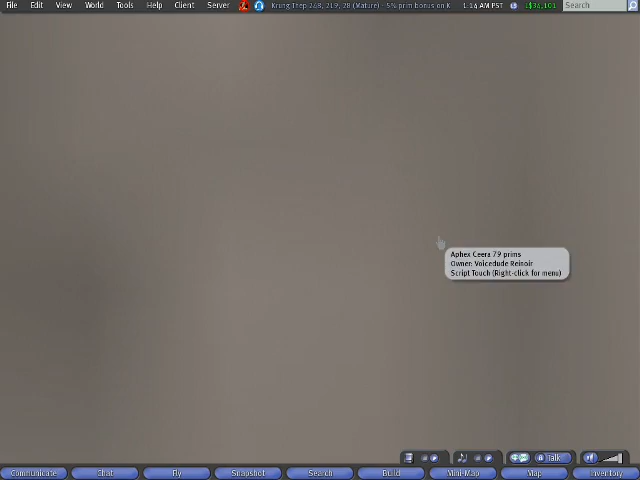 File Edit View World Tools Help Client Server Krung Thep 248, 219, 28 (Mature) - 5% prim bonus on K 1:16 AM PST L$36,101 Search
Aphex Ceera 79 prims
Owner: Voicedude Reinoir
Script Touch (Right-click for menu)
Talk
Communicate Chat Fly Snapshot Search Build Mini-Map Map Inventory